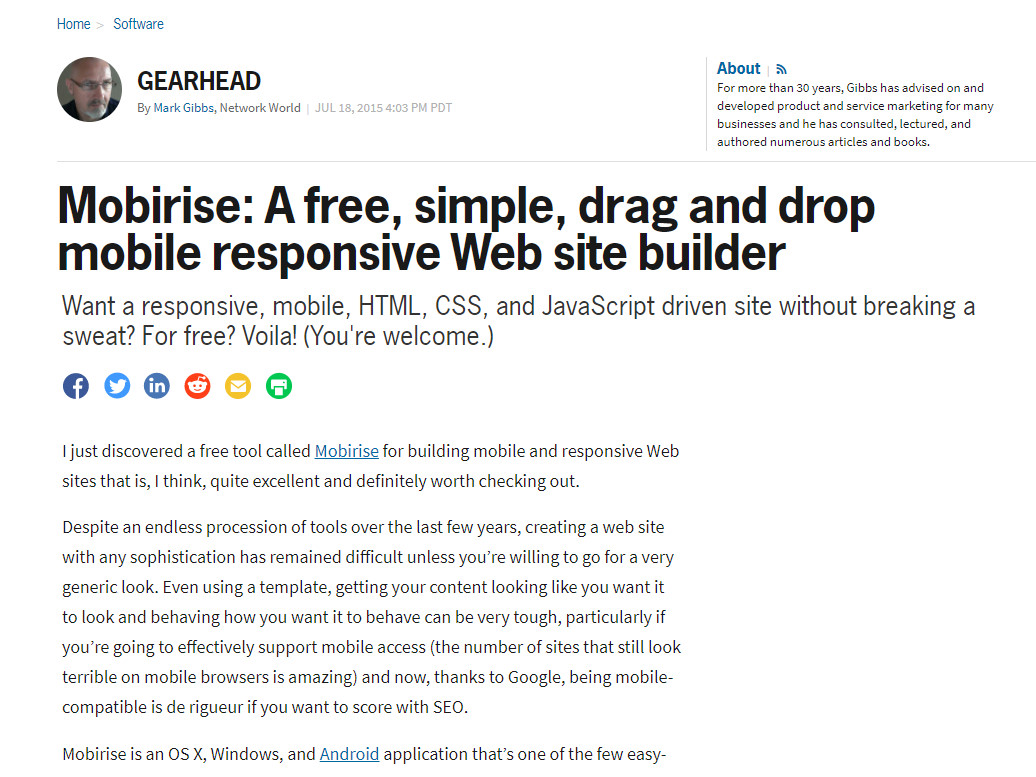 Home > Software
GEARHEAD
By Mark Gibbs, Network World | JUL 18, 2015 4:03 PM PDT
About |
For more than 30 years, Gibbs has advised on and
developed product and service marketing for many
businesses and he has consulted, lectured, and
authored numerous articles and books.
Mobirise: A free, simple, drag and drop
mobile responsive Web site builder
Want a responsive, mobile, HTML, CSS, and JavaScript driven site without breaking a
sweat? For free? Voila! (You're welcome.)
I just discovered a free tool called Mobirise for building mobile and responsive Web
sites that is, I think, quite excellent and definitely worth checking out.
Despite an endless procession of tools over the last few years, creating a web site
with any sophistication has remained difficult unless you’re willing to go for a very
generic look. Even using a template, getting your content looking like you want it
to look and behaving how you want it to behave can be very tough, particularly if
you’re going to effectively support mobile access (the number of sites that still look
terrible on mobile browsers is amazing) and now, thanks to Google, being mobile-
compatible is de rigueur if you want to score with SEO.
Mobirise is an OS X, Windows, and Android application that’s one of the few easy-